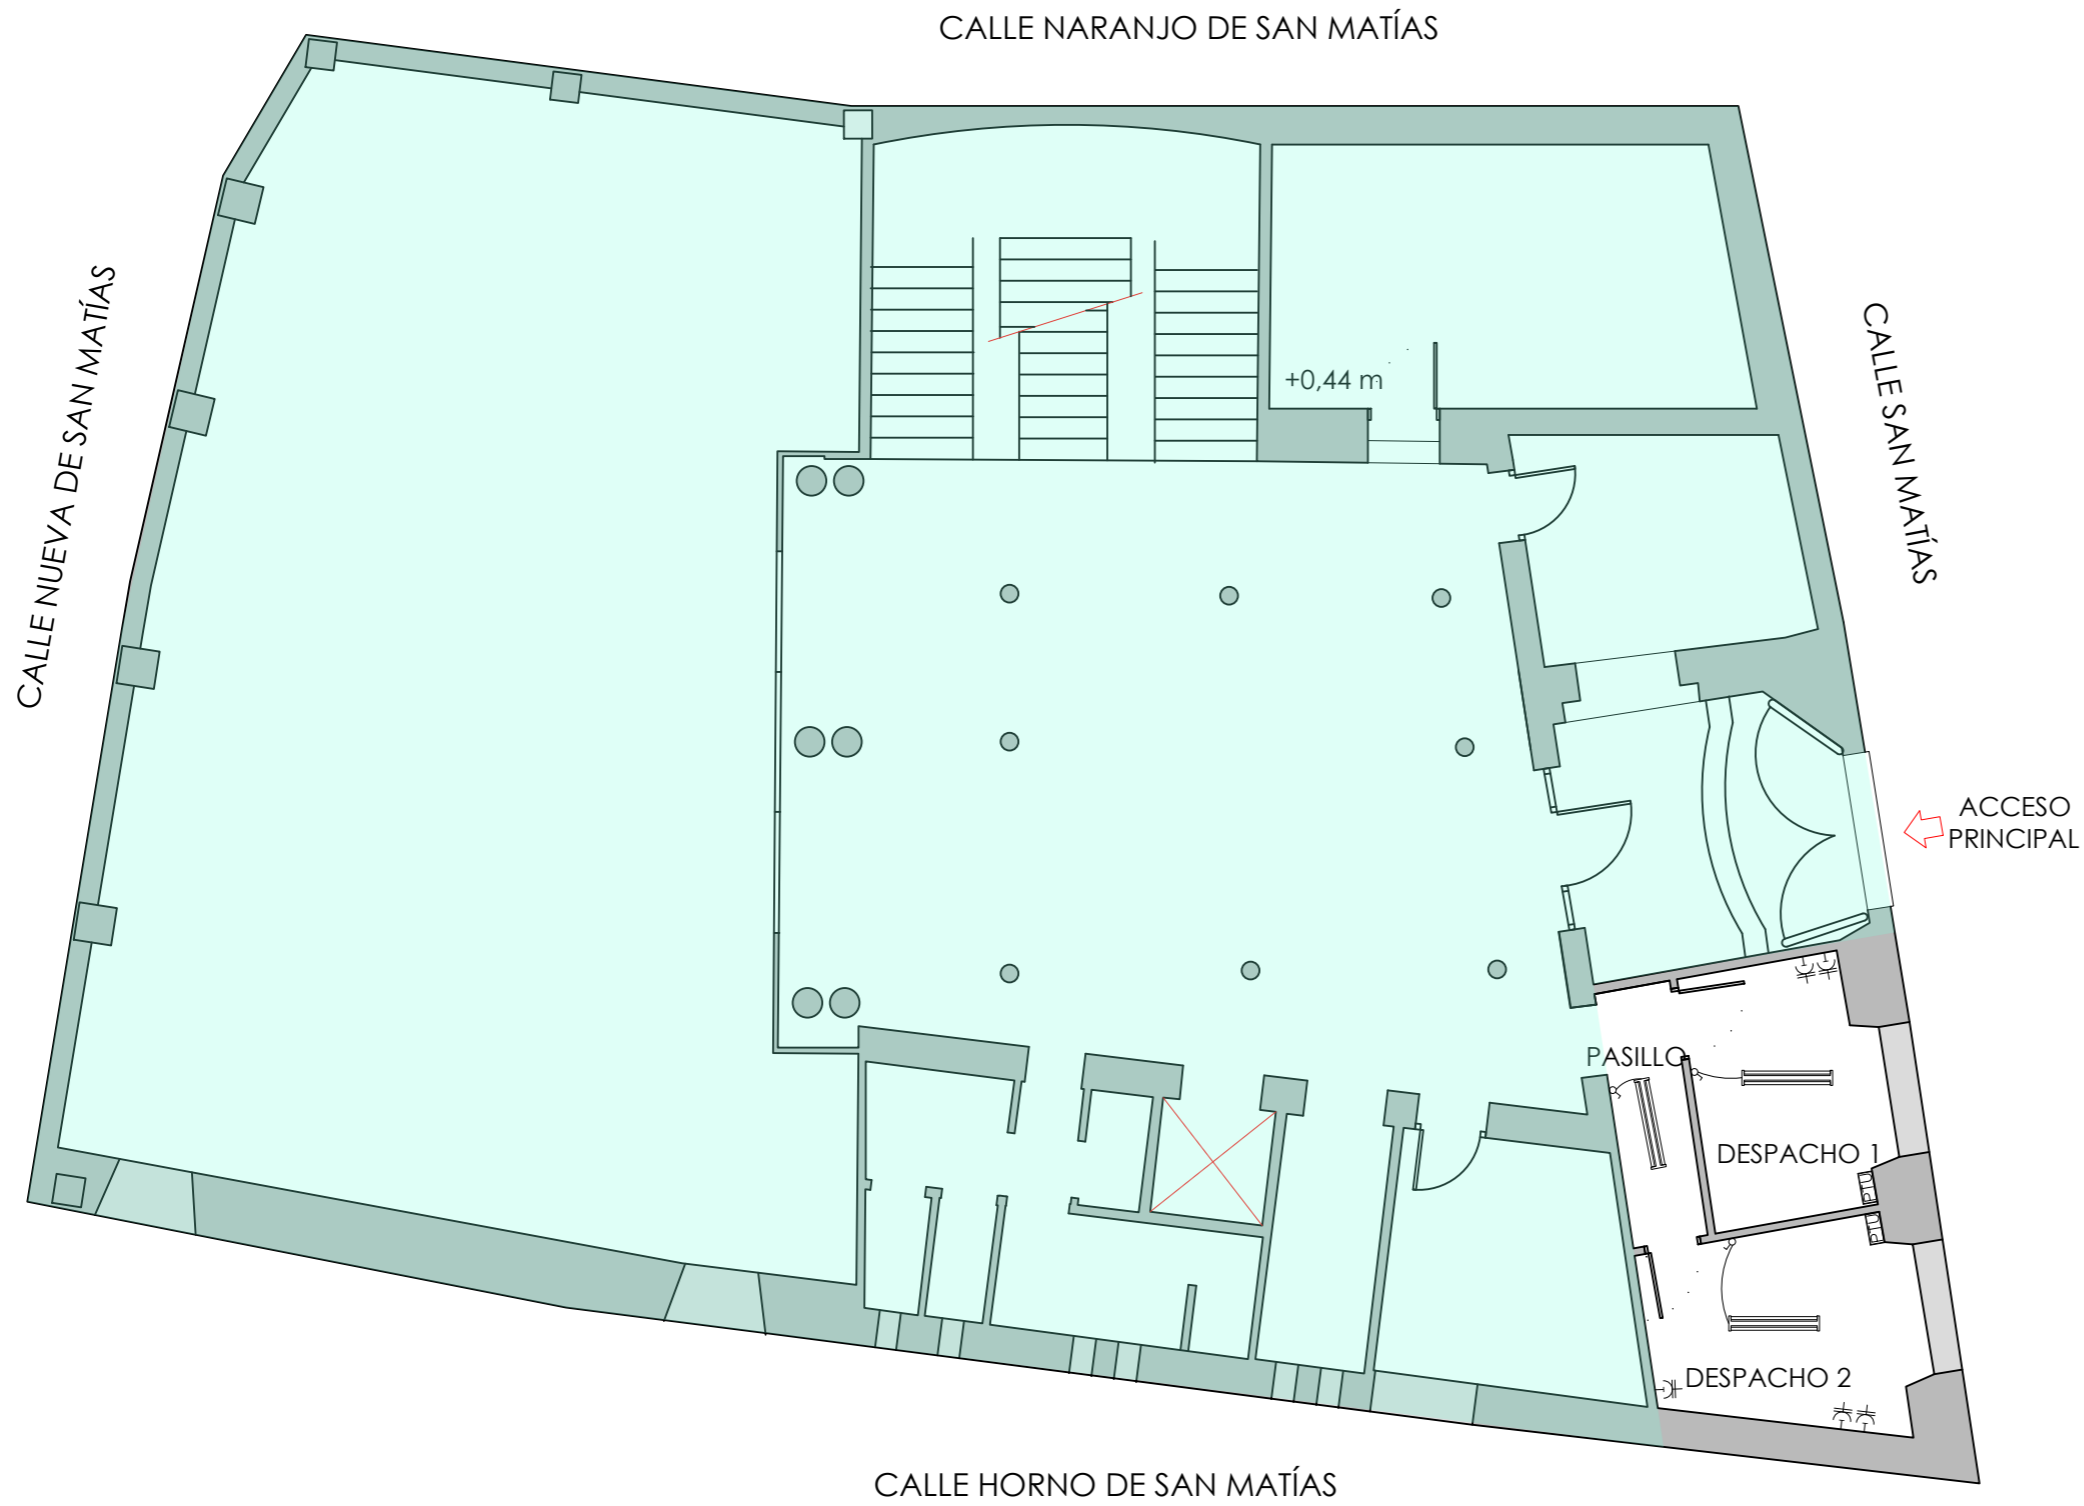 CALLE NARANJO DE SAN MATÍAS
CALLE NUEVA DE SAN MATÍAS
CALLE SAN MATÍAS
+0,44 m
ACCESO
PRINCIPAL
PASILLO
DESPACHO 1
DESPACHO 2
CALLE HORNO DE SAN MATÍAS